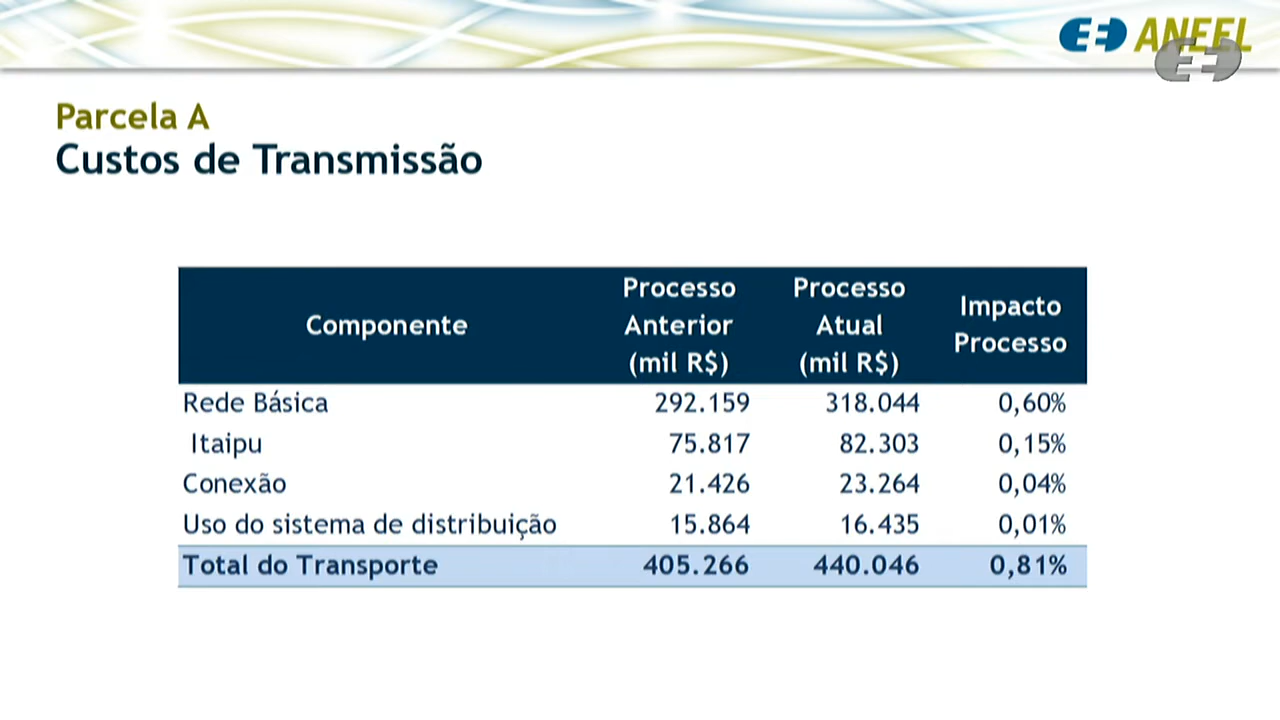 ANEEL
Parcela A
Custos de Transmissão
Componente
Processo
Anterior
(mil R$)
Processo
Atual
(mil R$)
Impacto
Processo
Rede Básica 292.159 318.044 0,60%
Itaipu 75.817 82.303 0,15%
Conexão 21.426 23.264 0,04%
Uso do sistema de distribuição 15.864 16.435 0,01%
Total do Transporte 405.266 440.046 0,81%